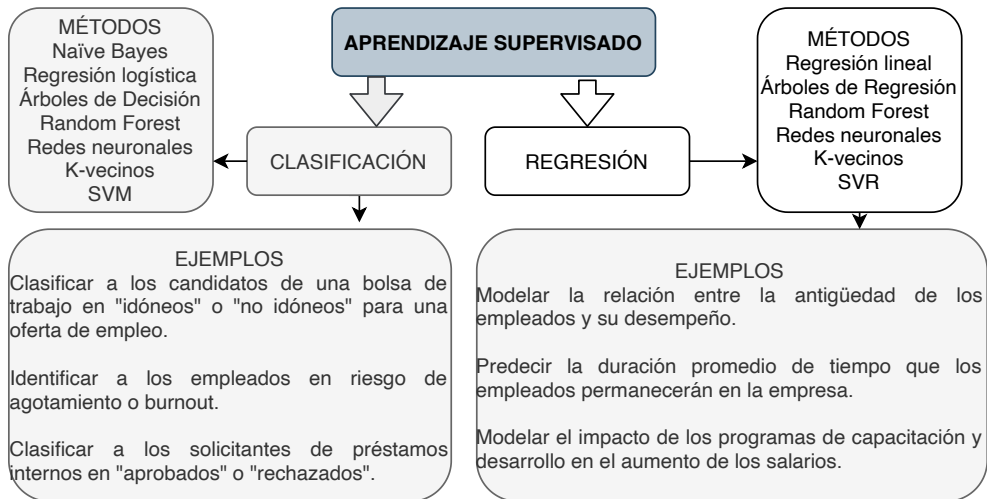 APRENDIZAJE SUPERVISADO
MÉTODOS
Naïve Bayes
Regresión logística
Árboles de Decisión
Random Forest
Redes neuronales
K-vecinos
SVM
CLASIFICACIÓN
REGRESIÓN
MÉTODOS
Regresión lineal
Árboles de Regresión
Random Forest
Redes neuronales
K-vecinos
SVR
EJEMPLOS
Clasificar a los candidatos de una bolsa de
trabajo en "idóneos" o "no idóneos" para una
oferta de empleo.
Identificar a los empleados en riesgo de
agotamiento o burnout.
Clasificar a los solicitantes de préstamos
internos en "aprobados" o "rechazados".
EJEMPLOS
Modelar la relación entre la antigüedad de los
empleados y su desempeño.
Predecir la duración promedio de tiempo que los
empleados permanecerán en la empresa.
Modelar el impacto de los programas de capacitación y
desarrollo en el aumento de los salarios.